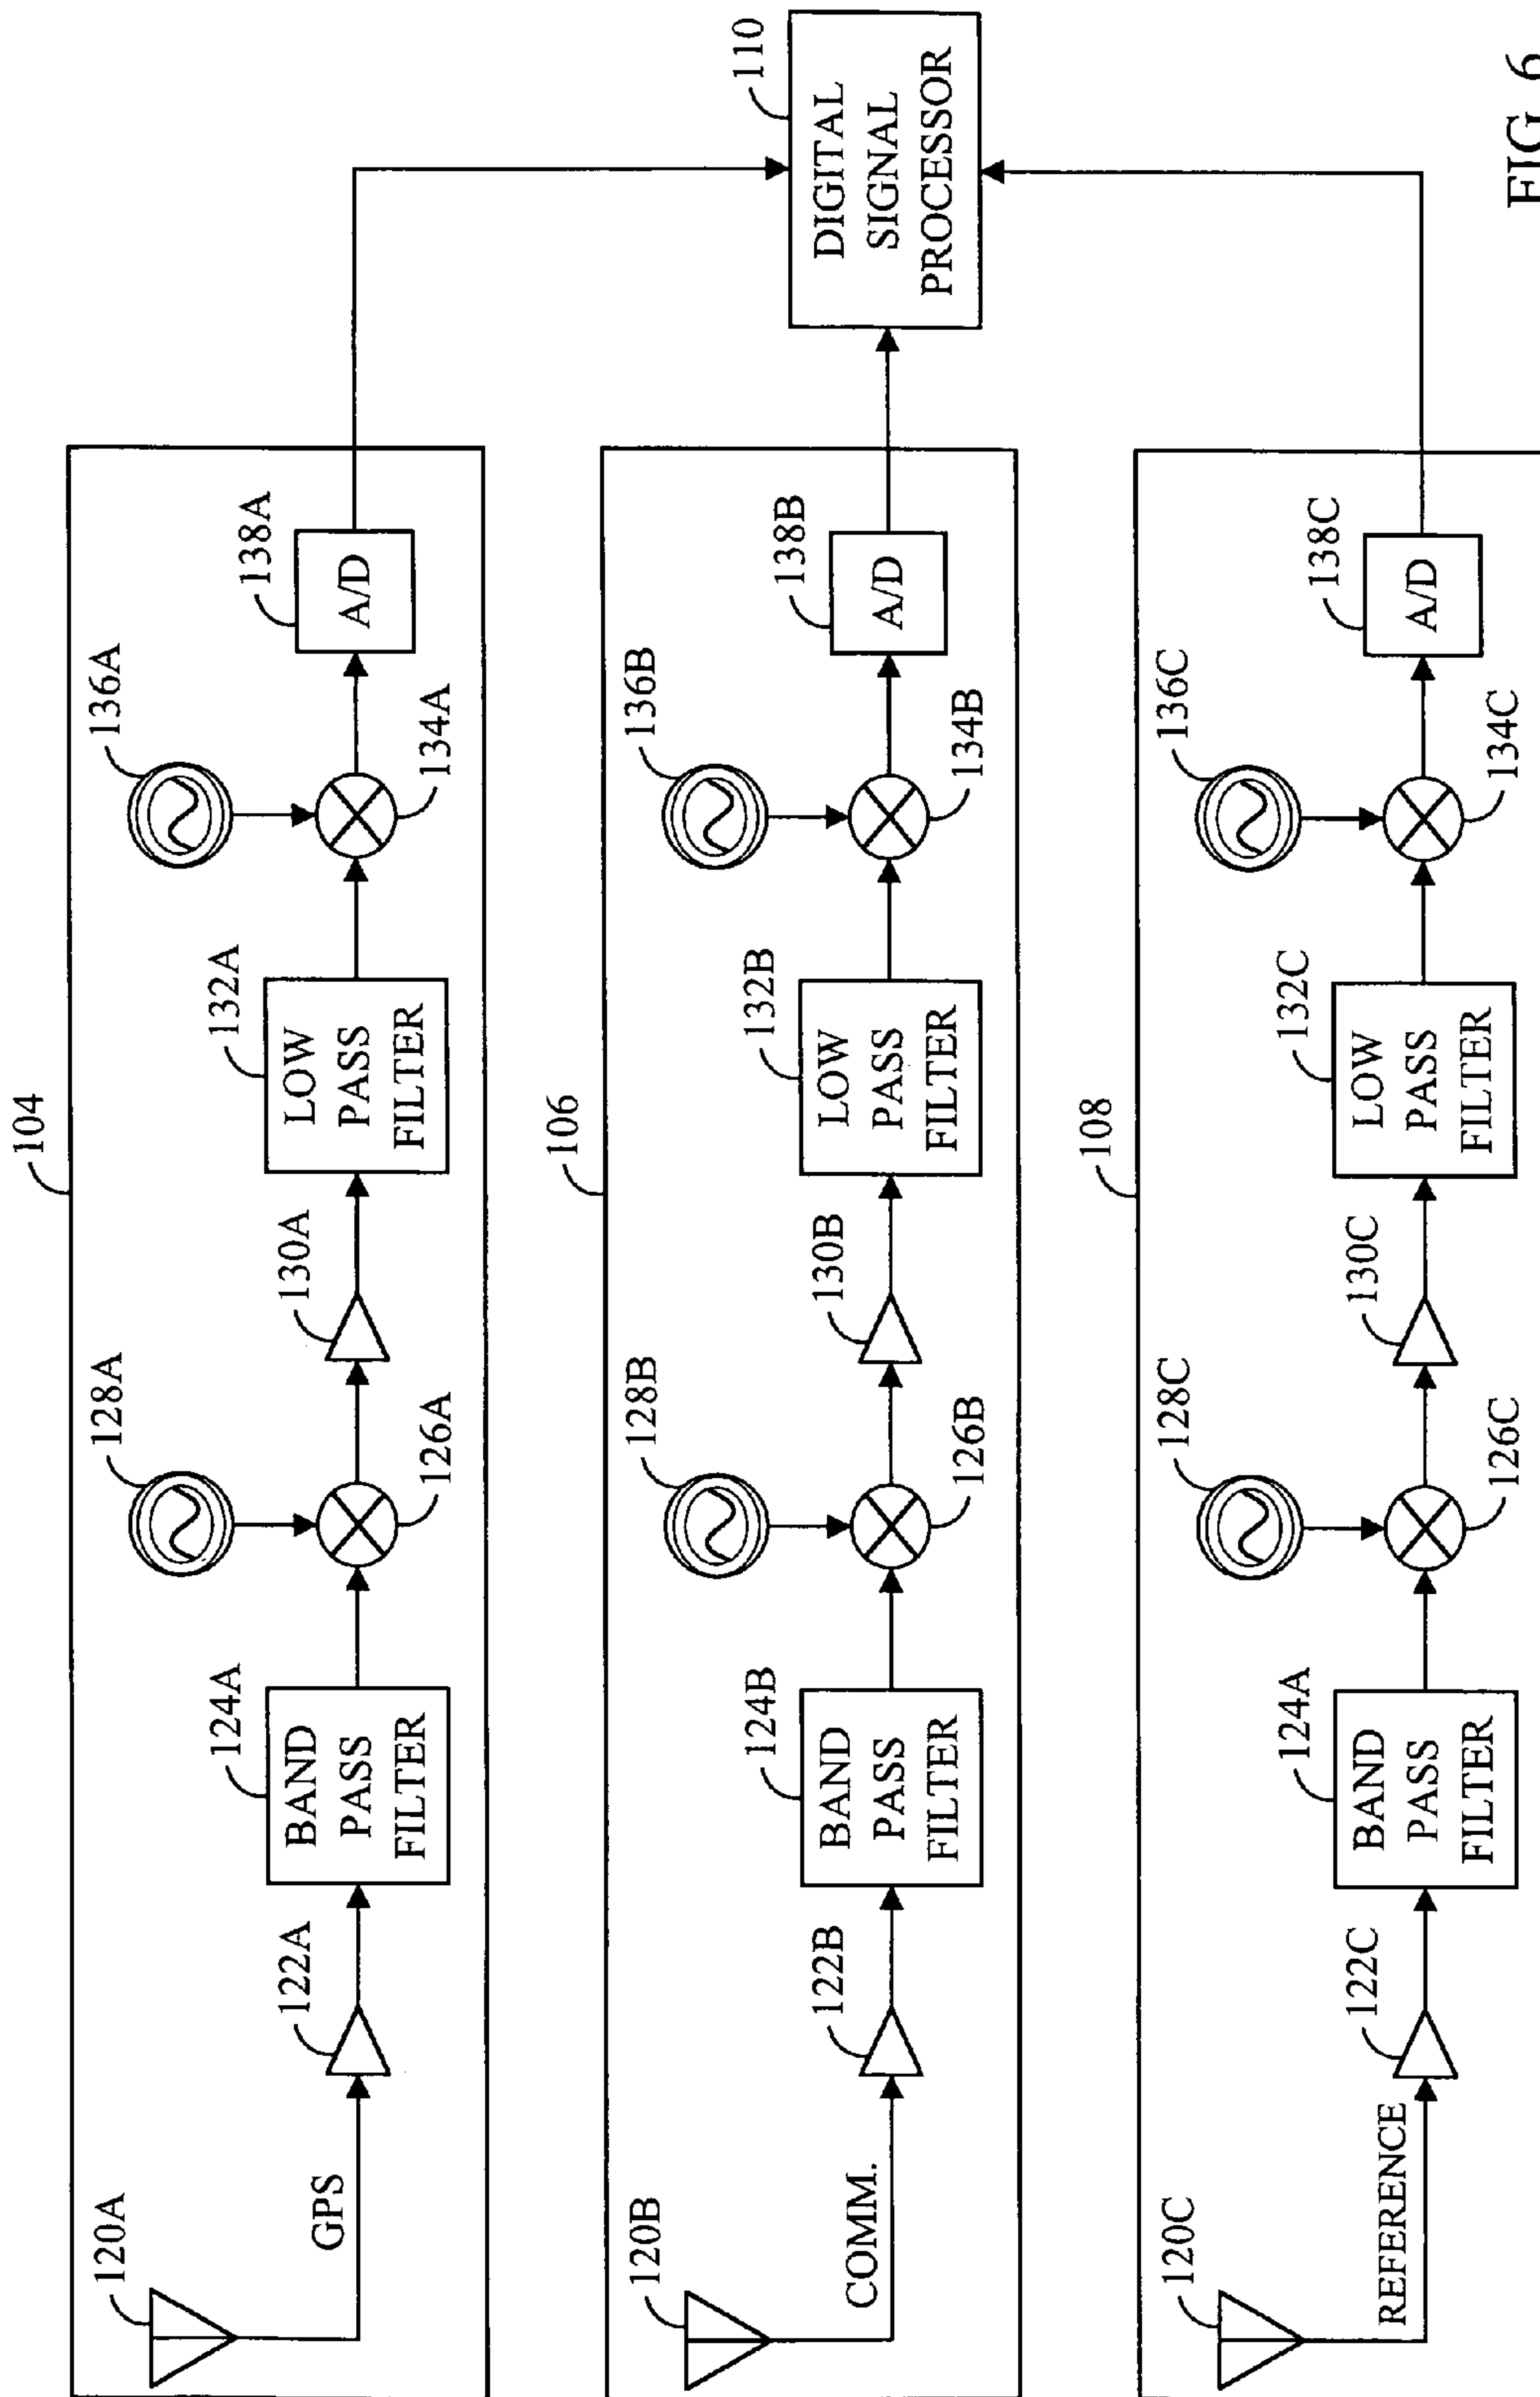 104
120A
GPS
122A
124A
BAND
PASS
FILTER
128A
126A
130A
132A
LOW
PASS
FILTER
136A
134A
138A
A/D
106
120B
COMM.
122B
124B
BAND
PASS
FILTER
128B
126B
130B
132B
LOW
PASS
FILTER
136B
134B
138B
A/D
110
DIGITAL
SIGNAL
PROCESSOR
108
120C
REFERENCE
122C
124A
BAND
PASS
FILTER
128C
126C
130C
132C
LOW
PASS
FILTER
136C
134C
138C
A/D
FIG. 6